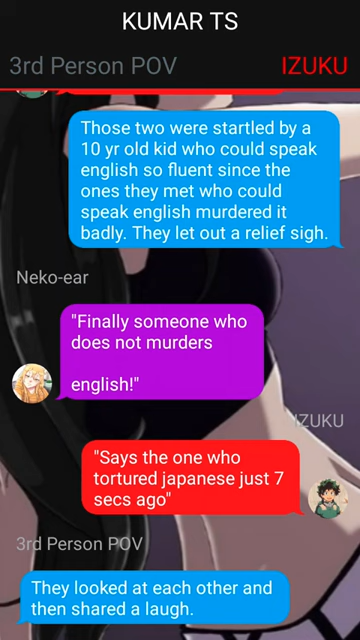 KUMAR TS
3rd Person POV
IZUKU
Those two were startled by a
10 yr old kid who could speak
english so fluent since the
ones they met who could
speak english murdered it
badly. They let out a relief sigh.
Neko-ear
"Finally someone who
does not murders
english!"
IZUKU
"Says the one who
tortured japanese just 7
secs ago"
3rd Person POV
They looked at each other and
then shared a laugh.